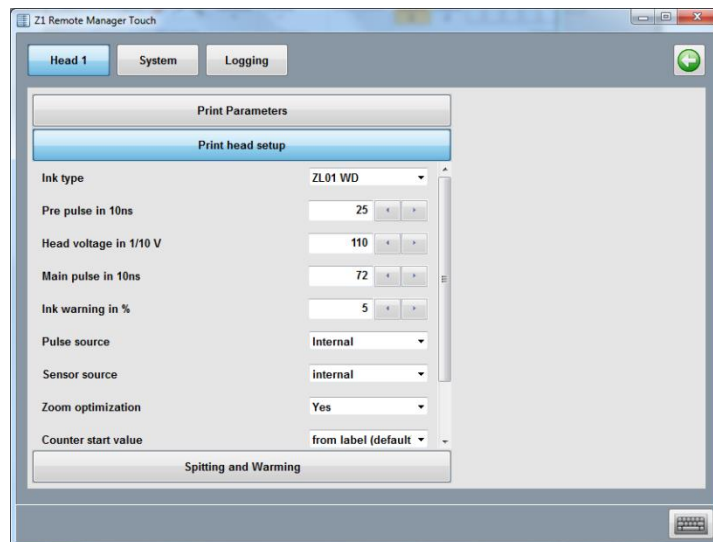 Z1 Remote Manager Touch
Head 1 System Logging
Print Parameters
Print head setup
Ink type ZL01 WD
Pre pulse in 10ns 25
Head voltage in 1/10 V 110
Main pulse in 10ns 72
Ink warning in % 5
Pulse source Internal
Sensor source internal
Zoom optimization Yes
Counter start value from label (default
Spitting and Warming